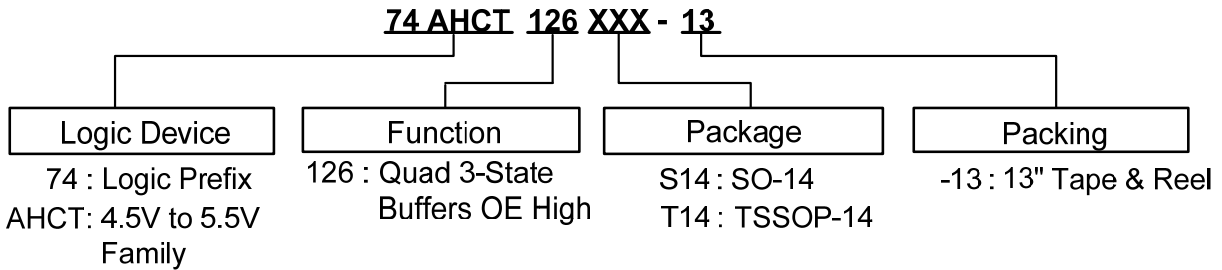 74 AHCT 126 XXX - 13
Logic Device
Function
Package
Packing
74 : Logic Prefix
AHCT: 4.5V to 5.5V
Family
126 : Quad 3-State
Buffers OE High
S14 : SO-14
T14 : TSSOP-14
-13 : 13" Tape & Reel